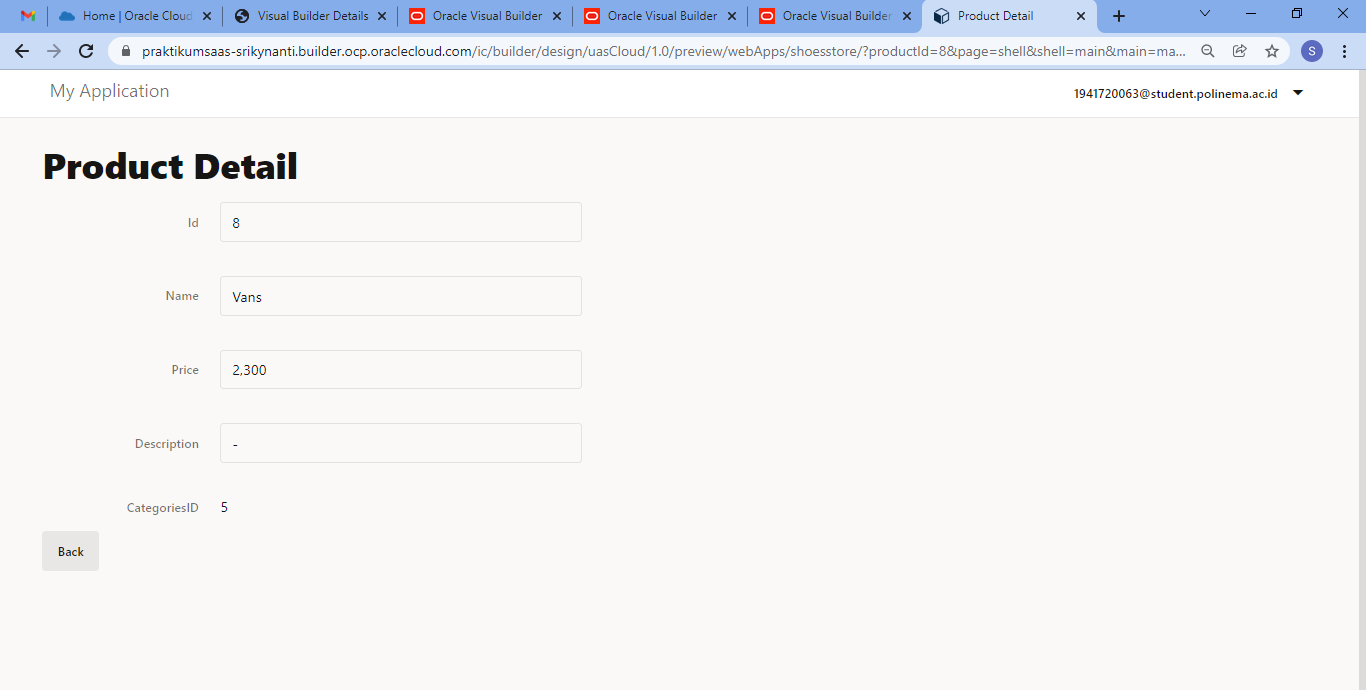 Home | Oracle Cloud
Visual Builder Details
Oracle Visual Builder
Oracle Visual Builder
Oracle Visual Builder
Product Detail
praktikumsaas-srikynanti.builder.ocp.oraclecloud.com/ic/builder/design/uasCloud/1.0/preview/webApps/shoesstore/?productId=8&page=shell&shell=main&main=ma...
S
My Application
1941720063@student.polinema.ac.id
Product Detail
Id
8
Name
Vans
Price
2,300
Description
-
CategoriesID
5
Back